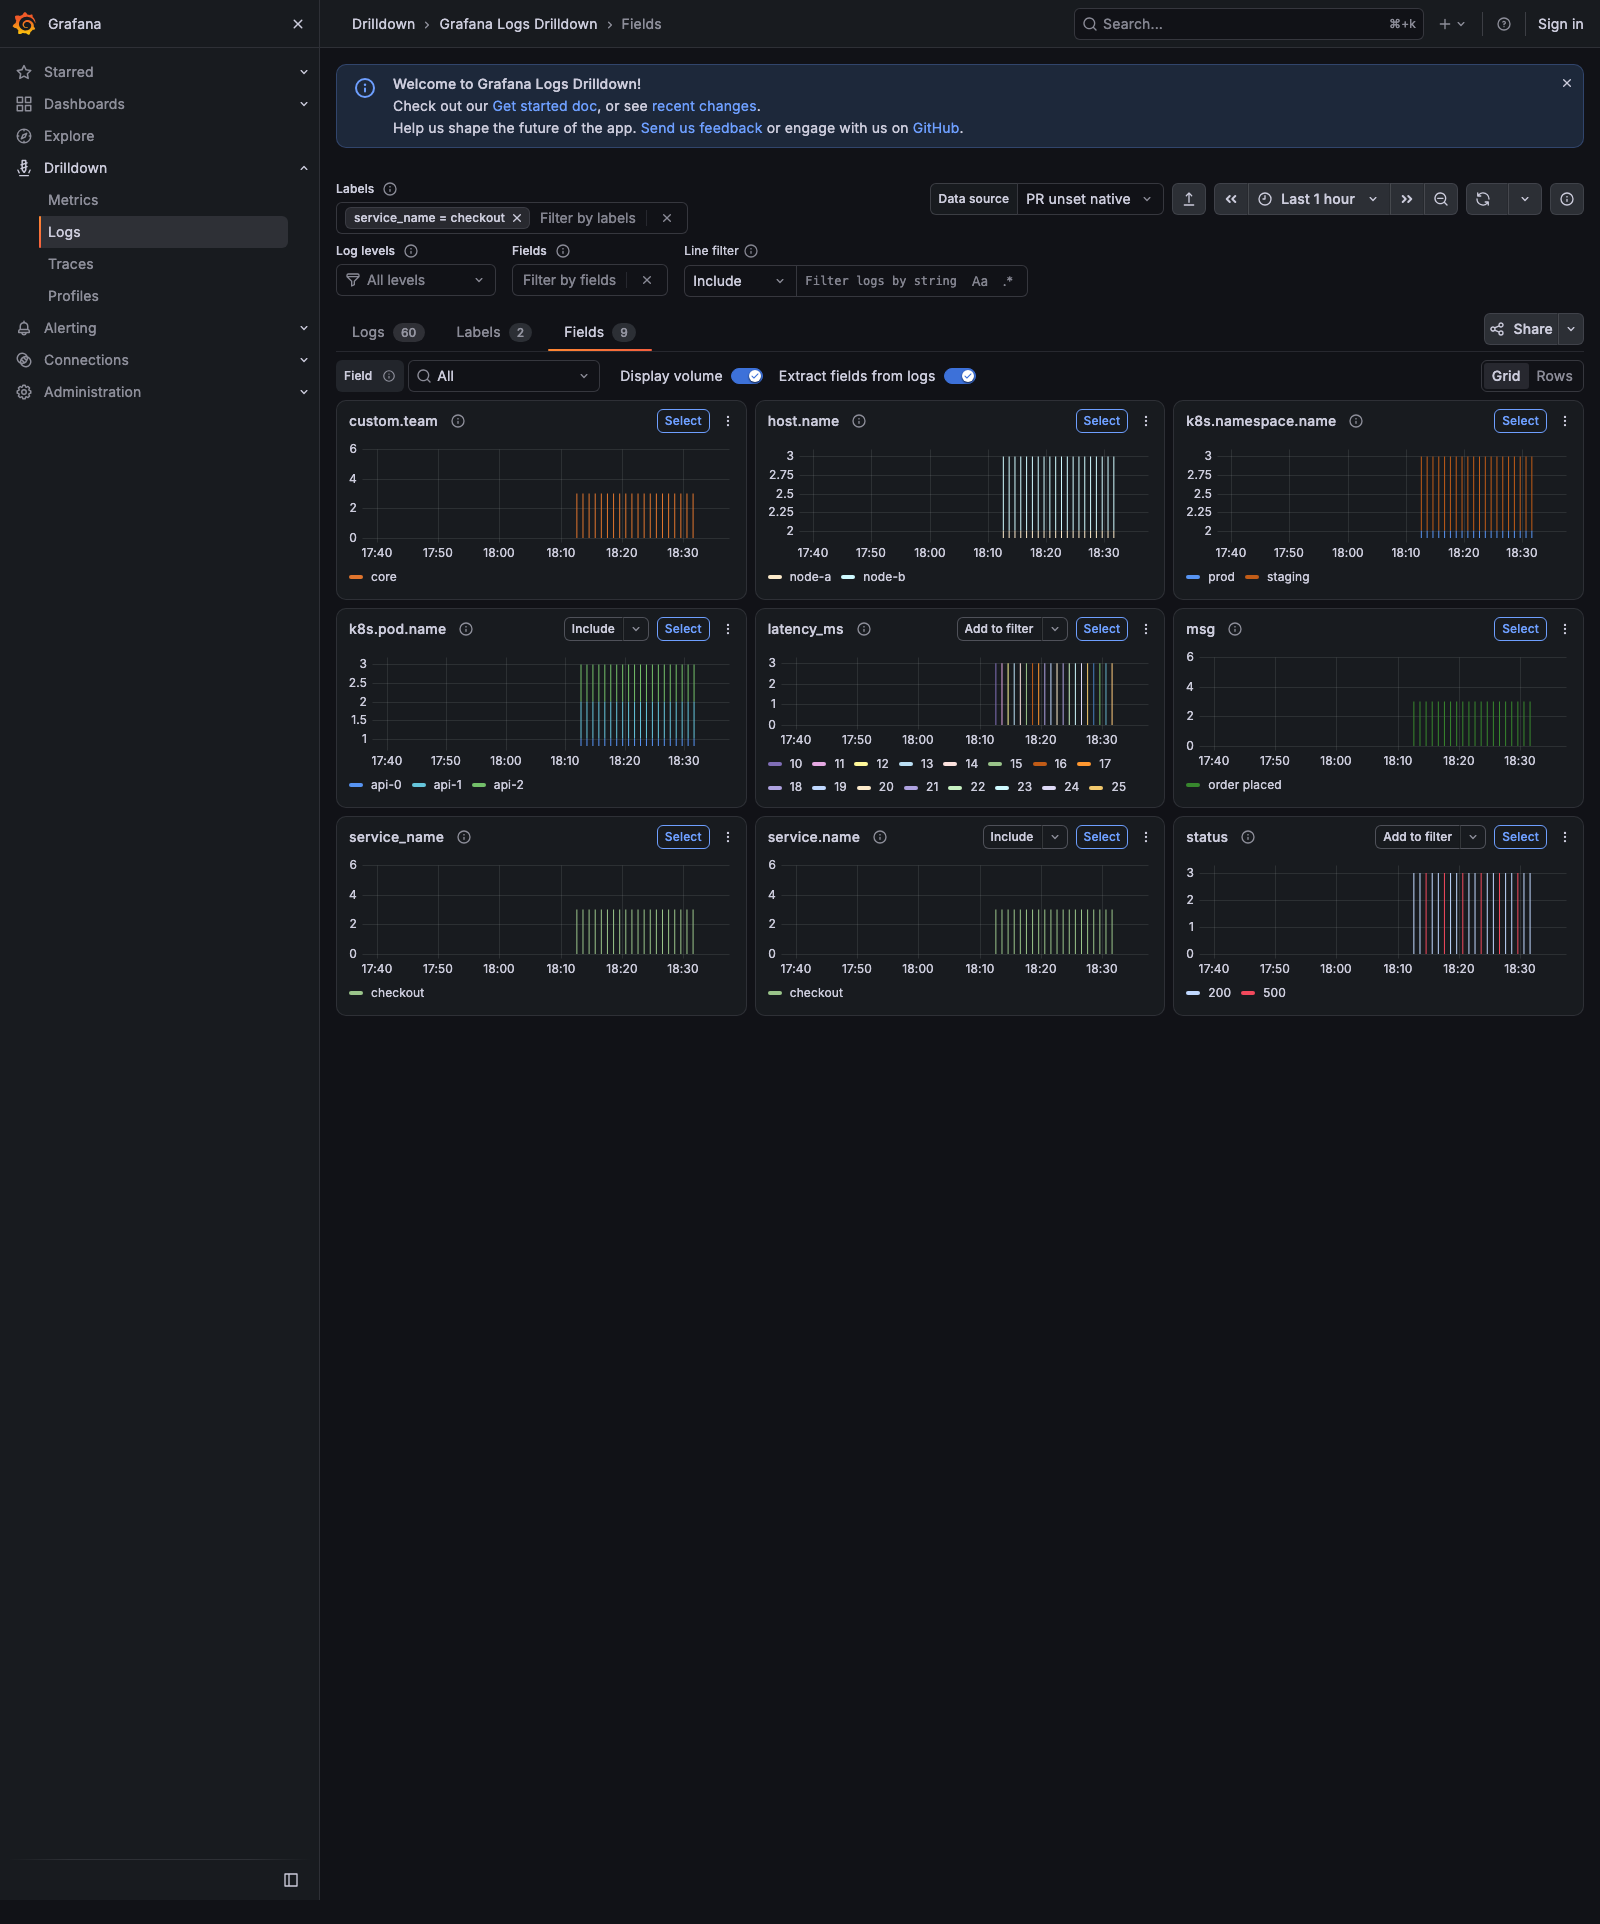 Grafana
Drilldown › Grafana Logs Drilldown › Fields
Search... ⌘+k
Sign in
Starred
Dashboards
Explore
Drilldown
Metrics
Logs
Traces
Profiles
Alerting
Connections
Administration
Welcome to Grafana Logs Drilldown!
Check out our Get started doc, or see recent changes.
Help us shape the future of the app. Send us feedback or engage with us on GitHub.
Labels
service_name = checkout Filter by labels
Data source PR unset native
Last 1 hour
Log levels Fields Line filter
All levels Filter by fields Include Filter logs by string Aa .*
Logs 60 Labels 2 Fields 9
Share
Field All Display volume Extract fields from logs Grid Rows
custom.team Select
6
4
2
0
17:40 17:50 18:00 18:10 18:20 18:30
core
host.name Select
3
2.75
2.5
2.25
2
17:40 17:50 18:00 18:10 18:20 18:30
node-a node-b
k8s.namespace.name Select
3
2.75
2.5
2.25
2
17:40 17:50 18:00 18:10 18:20 18:30
prod staging
k8s.pod.name Include Select
3
2.5
2
1.5
1
17:40 17:50 18:00 18:10 18:20 18:30
api-0 api-1 api-2
latency_ms Add to filter Select
3
2
1
0
17:40 17:50 18:00 18:10 18:20 18:30
10 11 12 13 14 15 16 17
18 19 20 21 22 23 24 25
msg Select
6
4
2
0
17:40 17:50 18:00 18:10 18:20 18:30
order placed
service_name Select
6
4
2
0
17:40 17:50 18:00 18:10 18:20 18:30
checkout
service.name Include Select
6
4
2
0
17:40 17:50 18:00 18:10 18:20 18:30
checkout
status Add to filter Select
3
2
1
0
17:40 17:50 18:00 18:10 18:20 18:30
200 500